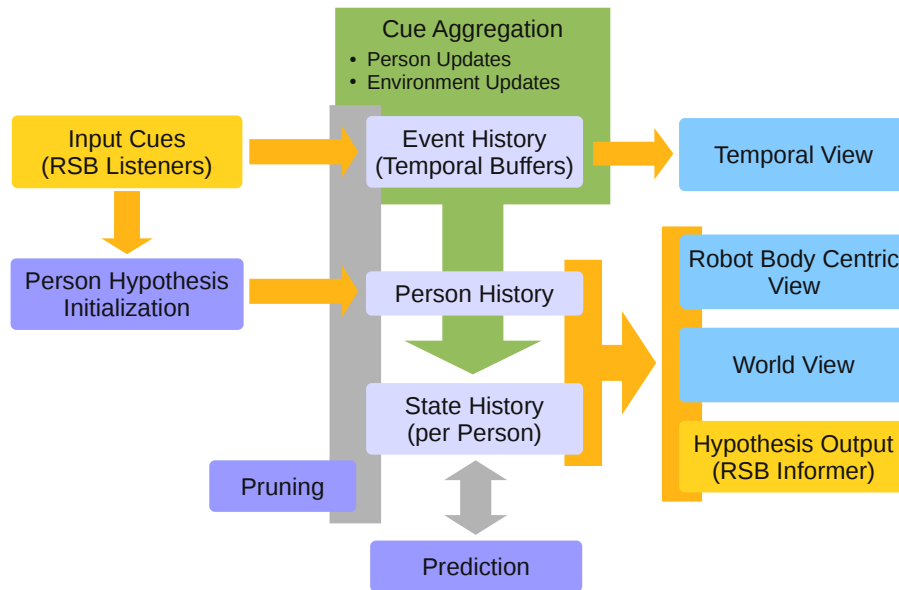 Cue Aggregation
• Person Updates
• Environment Updates
Input Cues
(RSB Listeners)
Event History
(Temporal Buffers)
Temporal View
Person Hypothesis
Initialization
Person History
Robot Body Centric
View
World View
State History
(per Person)
Hypothesis Output
(RSB Informer)
Pruning
Prediction